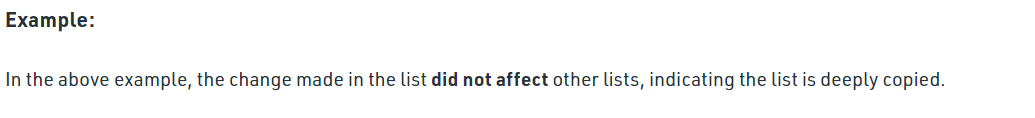 Example:
In the above example, the change made in the list did not affect other lists, indicating the list is deeply copied.